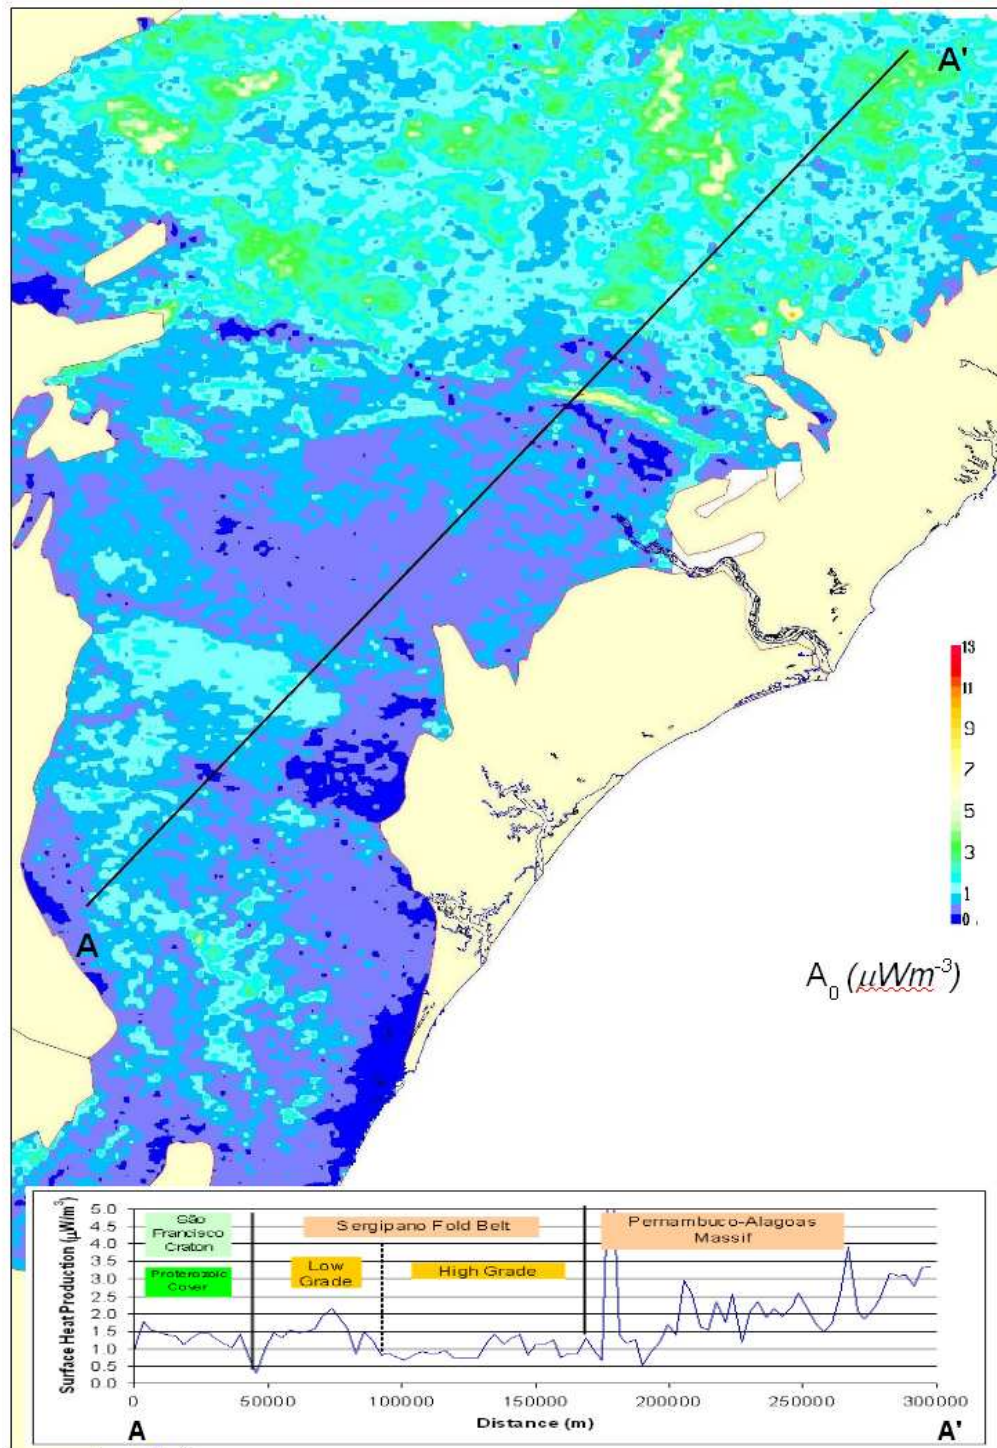 A'
A
13
11
9
7
5
3
1
0
A0 (μWm-3)
Surface Heat Production (μW/m³)
5.0
4.5
4.0
3.5
3.0
2.5
2.0
1.5
1.0
0.5
0.0
São
Francisco
Craton
Proterozoic
Cover
Sergipano Fold Belt
Low
Grade
High Grade
Pernambuco-Alagoas
Massif
0
50000
100000
150000
200000
250000
300000
A
Distance (m)
A'